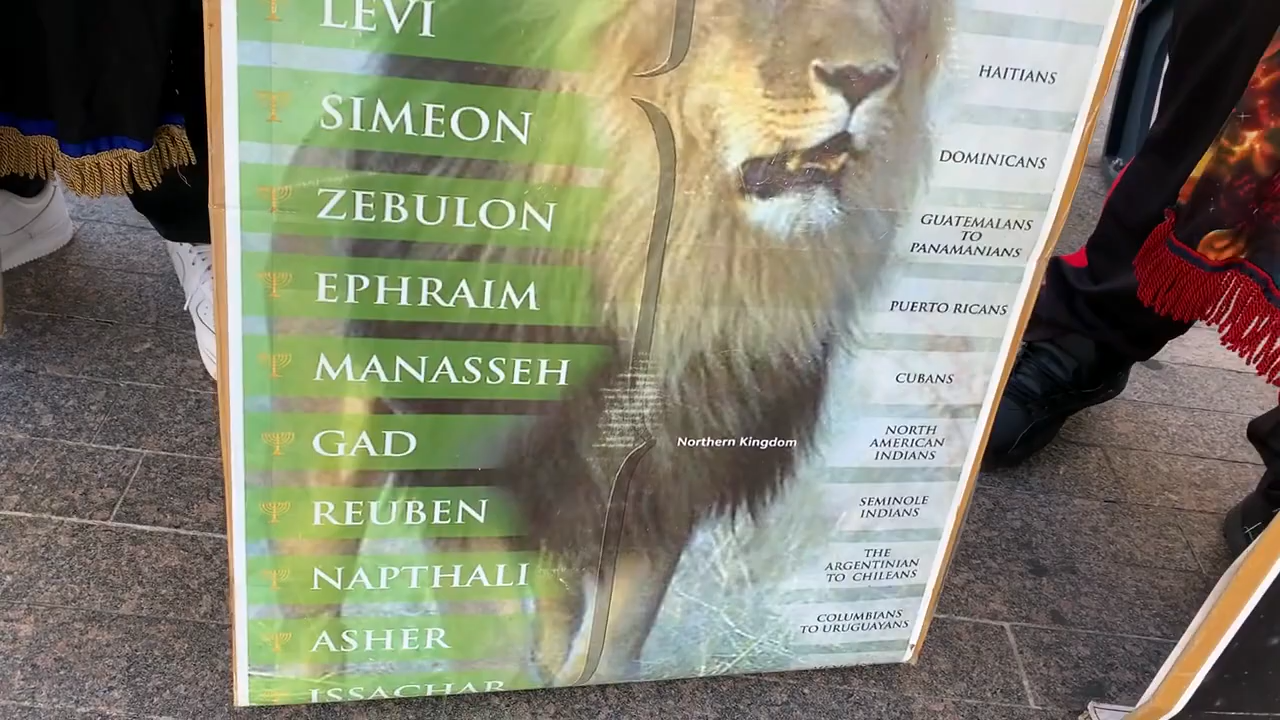 LEVI
HAITIANS
SIMEON
DOMINICANS
ZEBULON
GUATEMALANS
TO
PANAMANIANS
EPHRAIM
PUERTO RICANS
MANASSEH
CUBANS
GAD
Northern Kingdom
NORTH
AMERICAN
INDIANS
REUBEN
SEMINOLE
INDIANS
NAPTHALI
THE
ARGENTINIAN
TO CHILEANS
ASHER
COLUMBIANS
TO URUGUAYANS
ISSACHAR